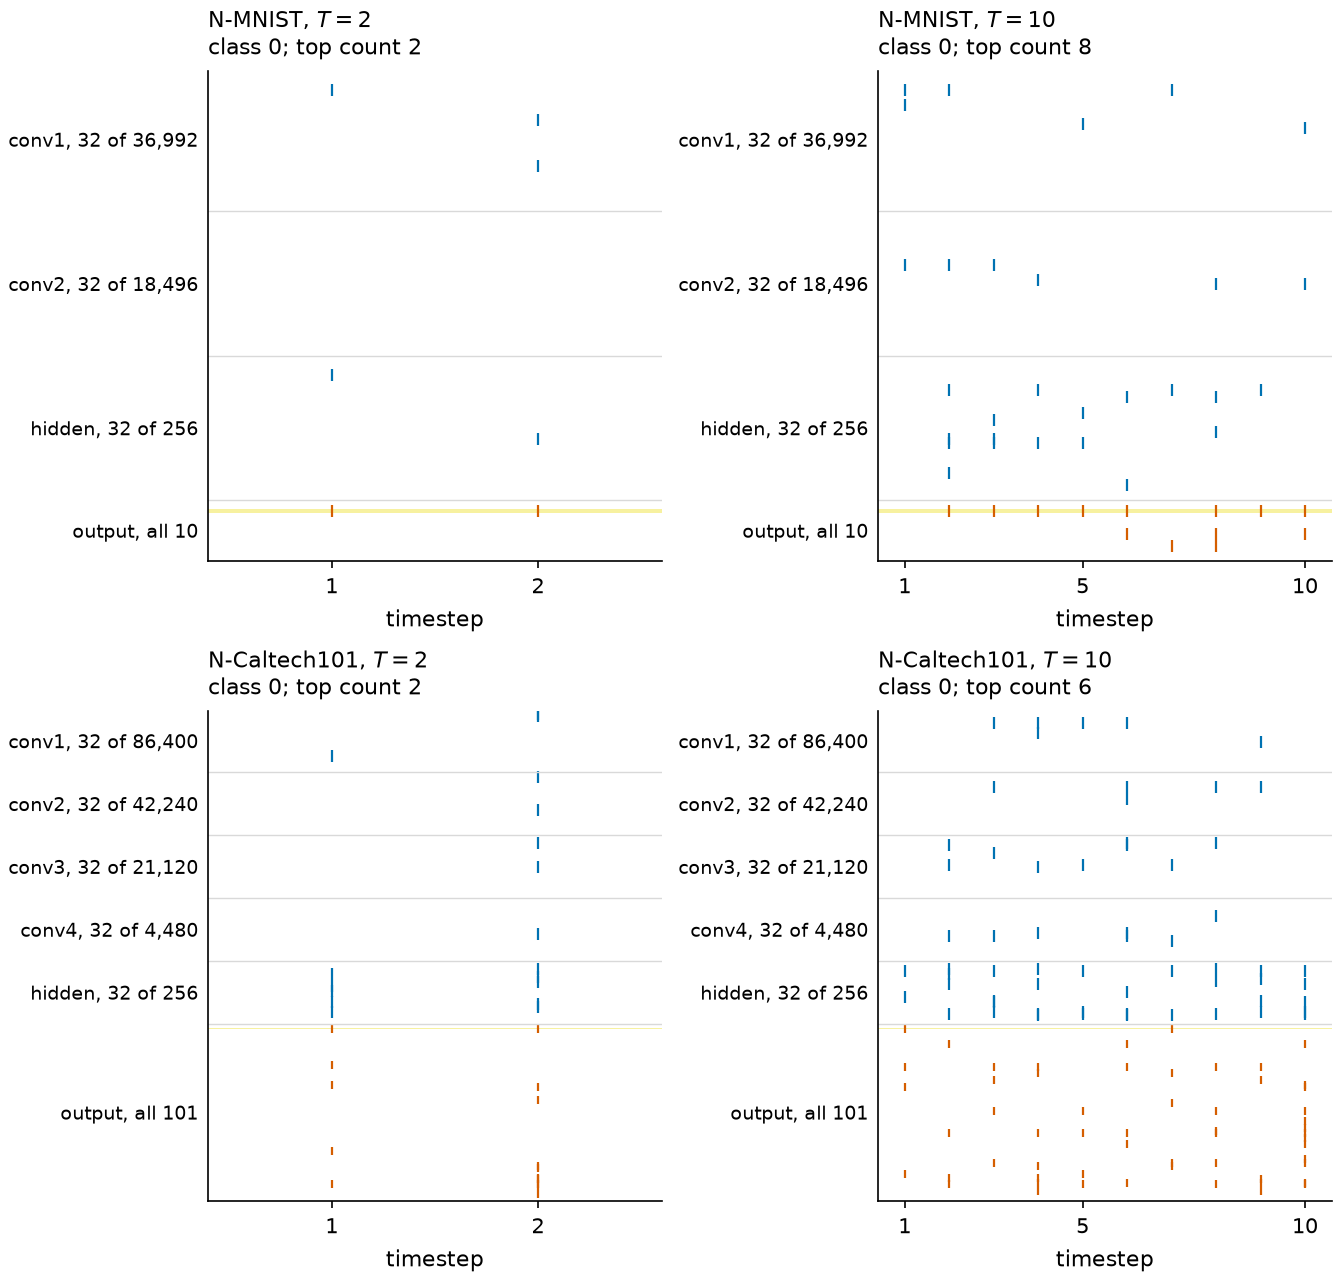 N-MNIST, T = 2
class 0; top count 2
conv1, 32 of 36,992
conv2, 32 of 18,496
hidden, 32 of 256
output, all 10
1 2
timestep
N-MNIST, T = 10
class 0; top count 8
conv1, 32 of 36,992
conv2, 32 of 18,496
hidden, 32 of 256
output, all 10
1 5 10
timestep
N-Caltech101, T = 2
class 0; top count 2
conv1, 32 of 86,400
conv2, 32 of 42,240
conv3, 32 of 21,120
conv4, 32 of 4,480
hidden, 32 of 256
output, all 101
1 2
timestep
N-Caltech101, T = 10
class 0; top count 6
conv1, 32 of 86,400
conv2, 32 of 42,240
conv3, 32 of 21,120
conv4, 32 of 4,480
hidden, 32 of 256
output, all 101
1 5 10
timestep